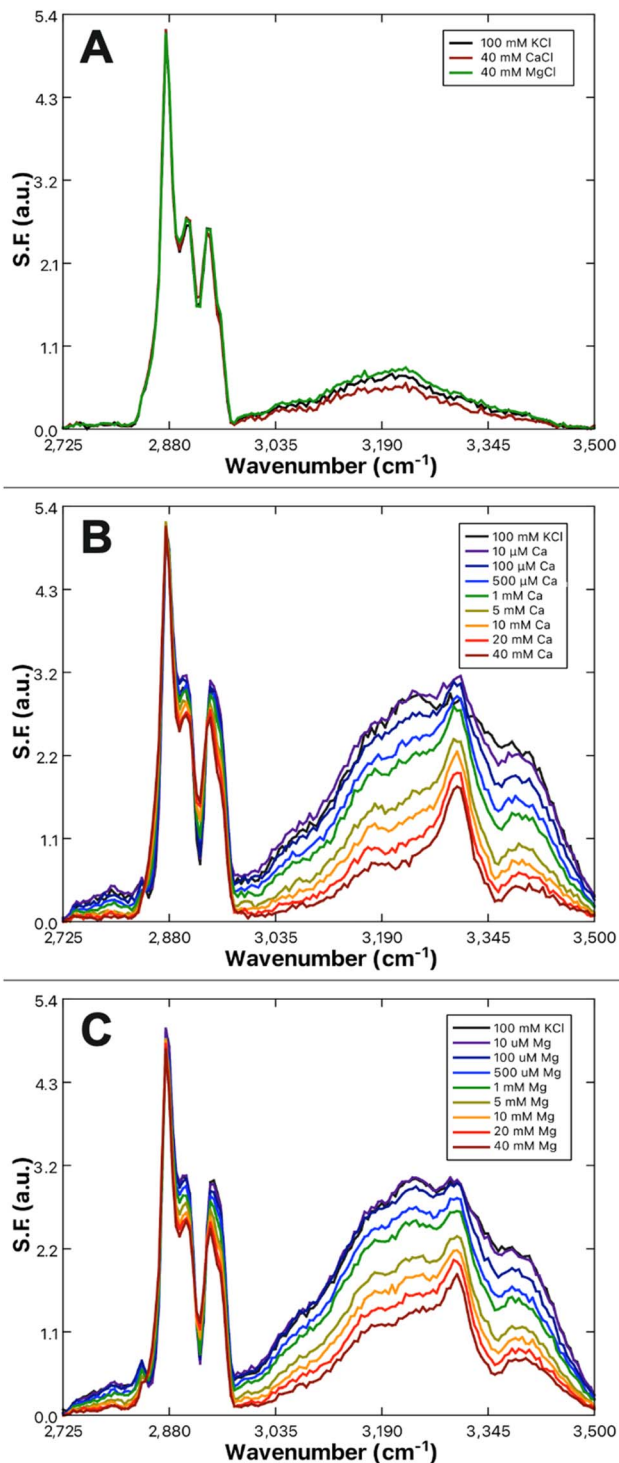 A
100 mM KCl
40 mM CaCl
40 mM MgCl
5.4
4.3
3.2
2.1
1.1
0.0
S.F. (a.u.)
2,725 2,880 3,035 3,190 3,345 3,500
Wavenumber (cm⁻¹)
B
100 mM KCl
10 µM Ca
100 µM Ca
500 µM Ca
1 mM Ca
5 mM Ca
10 mM Ca
20 mM Ca
40 mM Ca
5.4
4.3
3.2
2.2
1.1
0.0
S.F. (a.u.)
2,725 2,880 3,035 3,190 3,345 3,500
Wavenumber (cm⁻¹)
C
100 mM KCl
10 uM Mg
100 uM Mg
500 uM Mg
1 mM Mg
5 mM Mg
10 mM Mg
20 mM Mg
40 mM Mg
5.4
4.3
3.2
2.2
1.1
0.0
S.F. (a.u.)
2,725 2,880 3,035 3,190 3,345 3,500
Wavenumber (cm⁻¹)